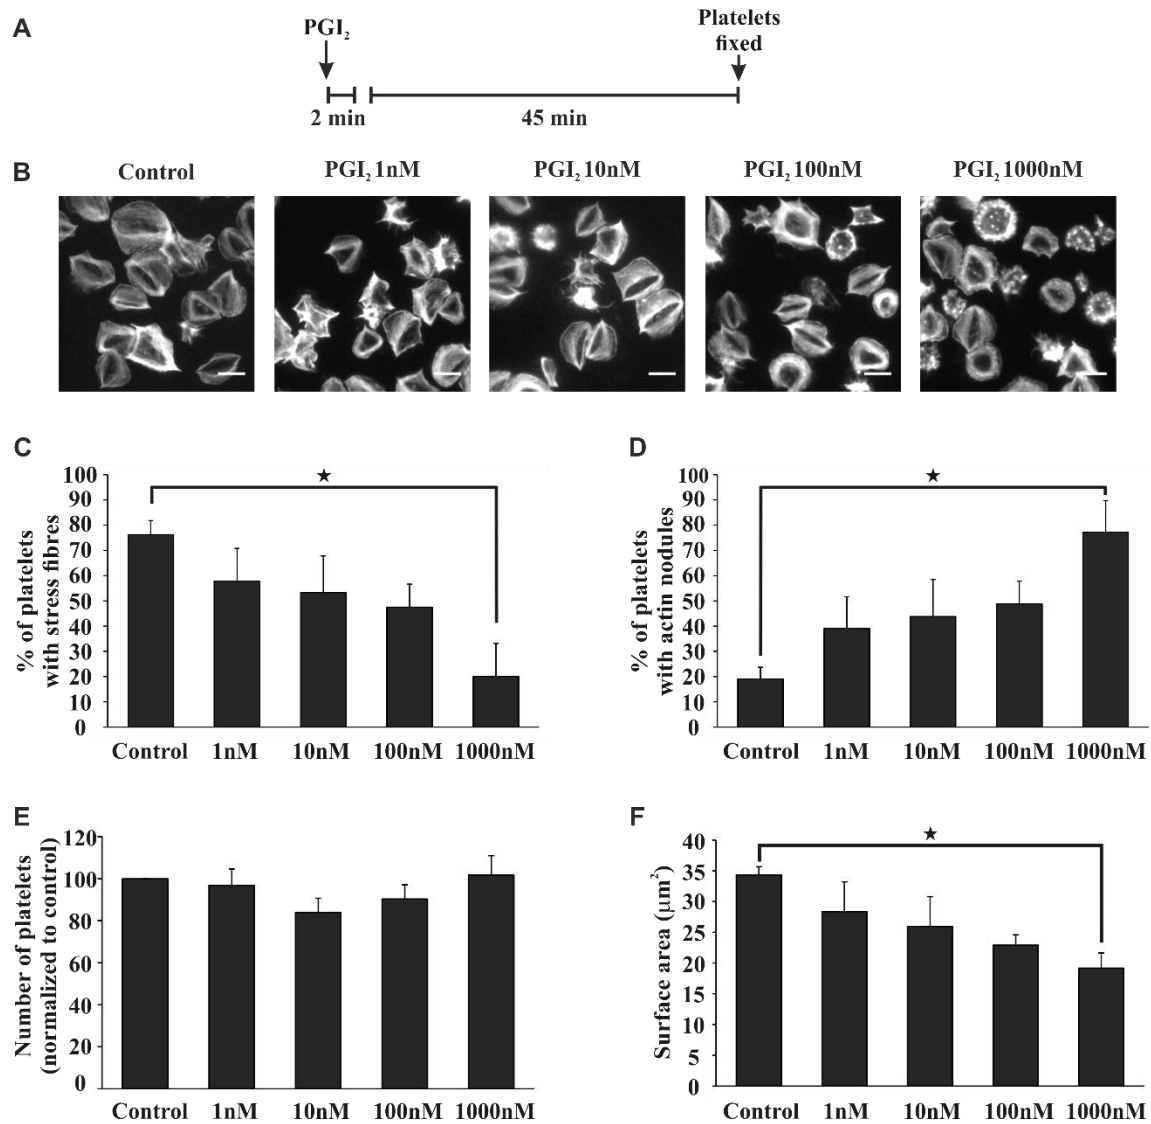 A
PGI2
Platelets
fixed
2 min
45 min
B
Control
PGI2 1nM
PGI2 10nM
PGI2 100nM
PGI2 1000nM
C
% of platelets
with stress fibres
100
90
80
70
60
50
40
30
20
10
0
★
Control 1nM 10nM 100nM 1000nM
D
% of platelets
with actin nodules
100
90
80
70
60
50
40
30
20
10
0
★
Control 1nM 10nM 100nM 1000nM
E
Number of platelets
(normalized to control)
120
100
80
60
40
20
0
Control 1nM 10nM 100nM 1000nM
F
Surface area (μm²)
40
35
30
25
20
15
10
5
0
★
Control 1nM 10nM 100nM 1000nM